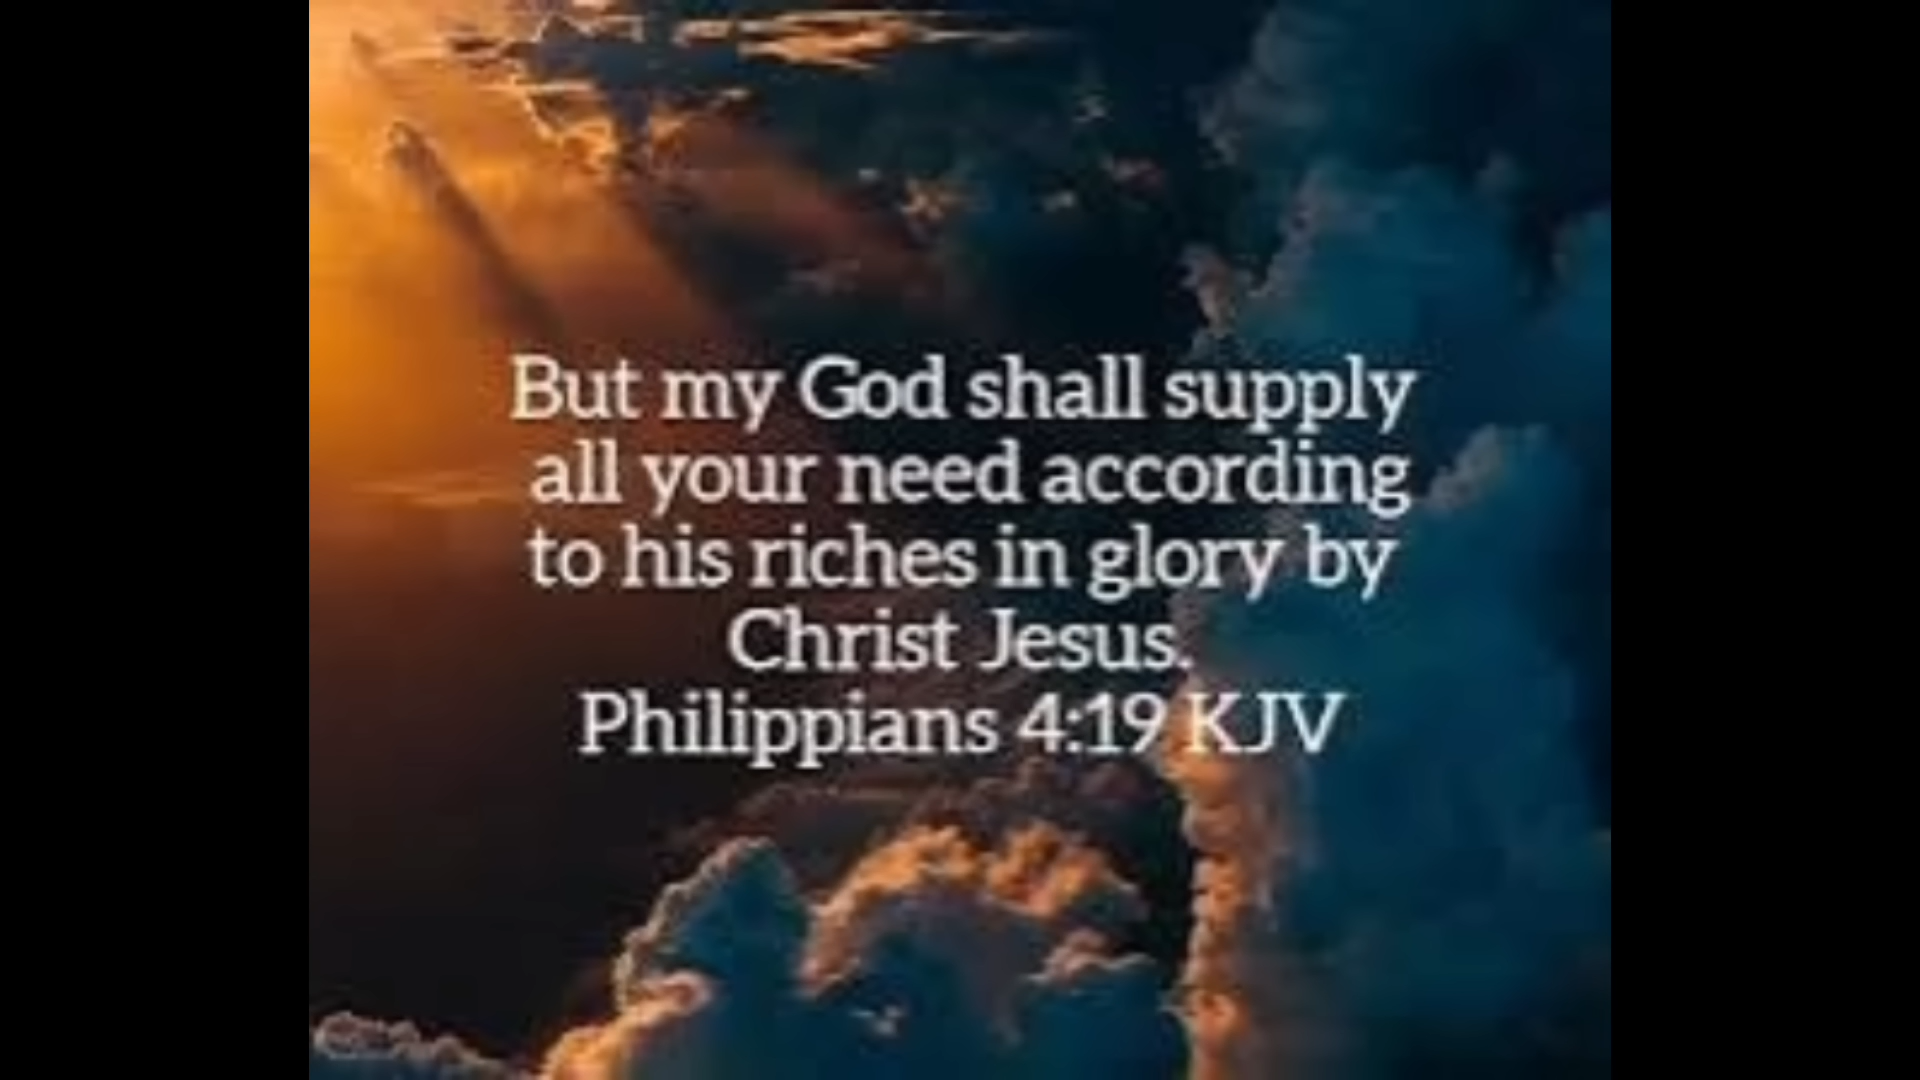 But my God shall supply
all your need according
to his riches in glory by
Christ Jesus.
Philippians 4:19 KJV